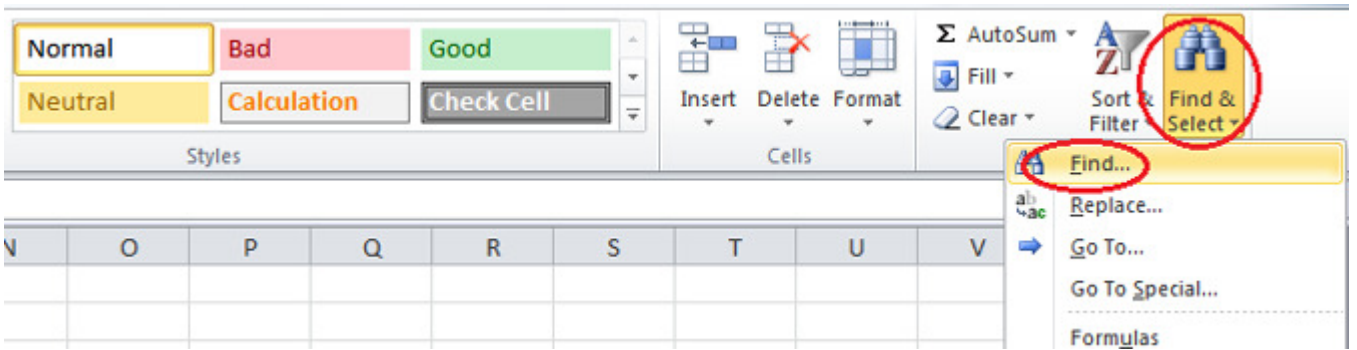 Normal Bad Good
Neutral Calculation Check Cell
Styles
Insert Delete Format
Cells
Σ AutoSum
Fill
Clear
Sort & Filter
Find & Select
Find...
Replace...
Go To...
Go To Special...
Formulas
N O P Q R S T U V